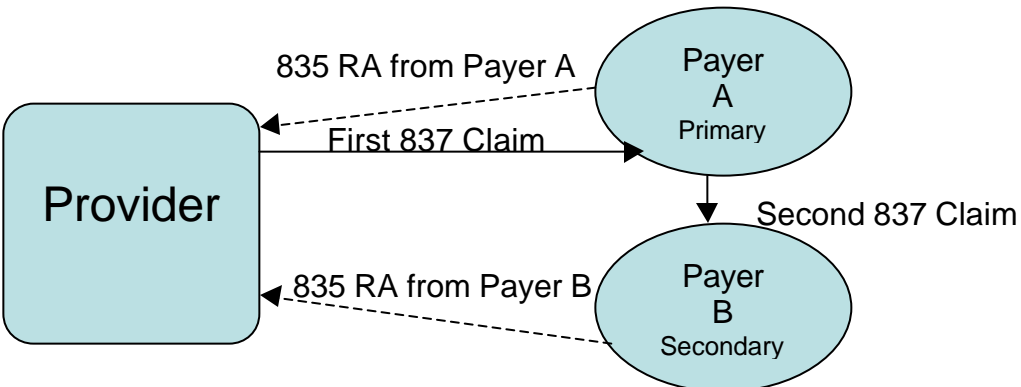 835 RA from Payer A
Payer
A
Primary
First 837 Claim
Provider
Second 837 Claim
835 RA from Payer B
Payer
B
Secondary